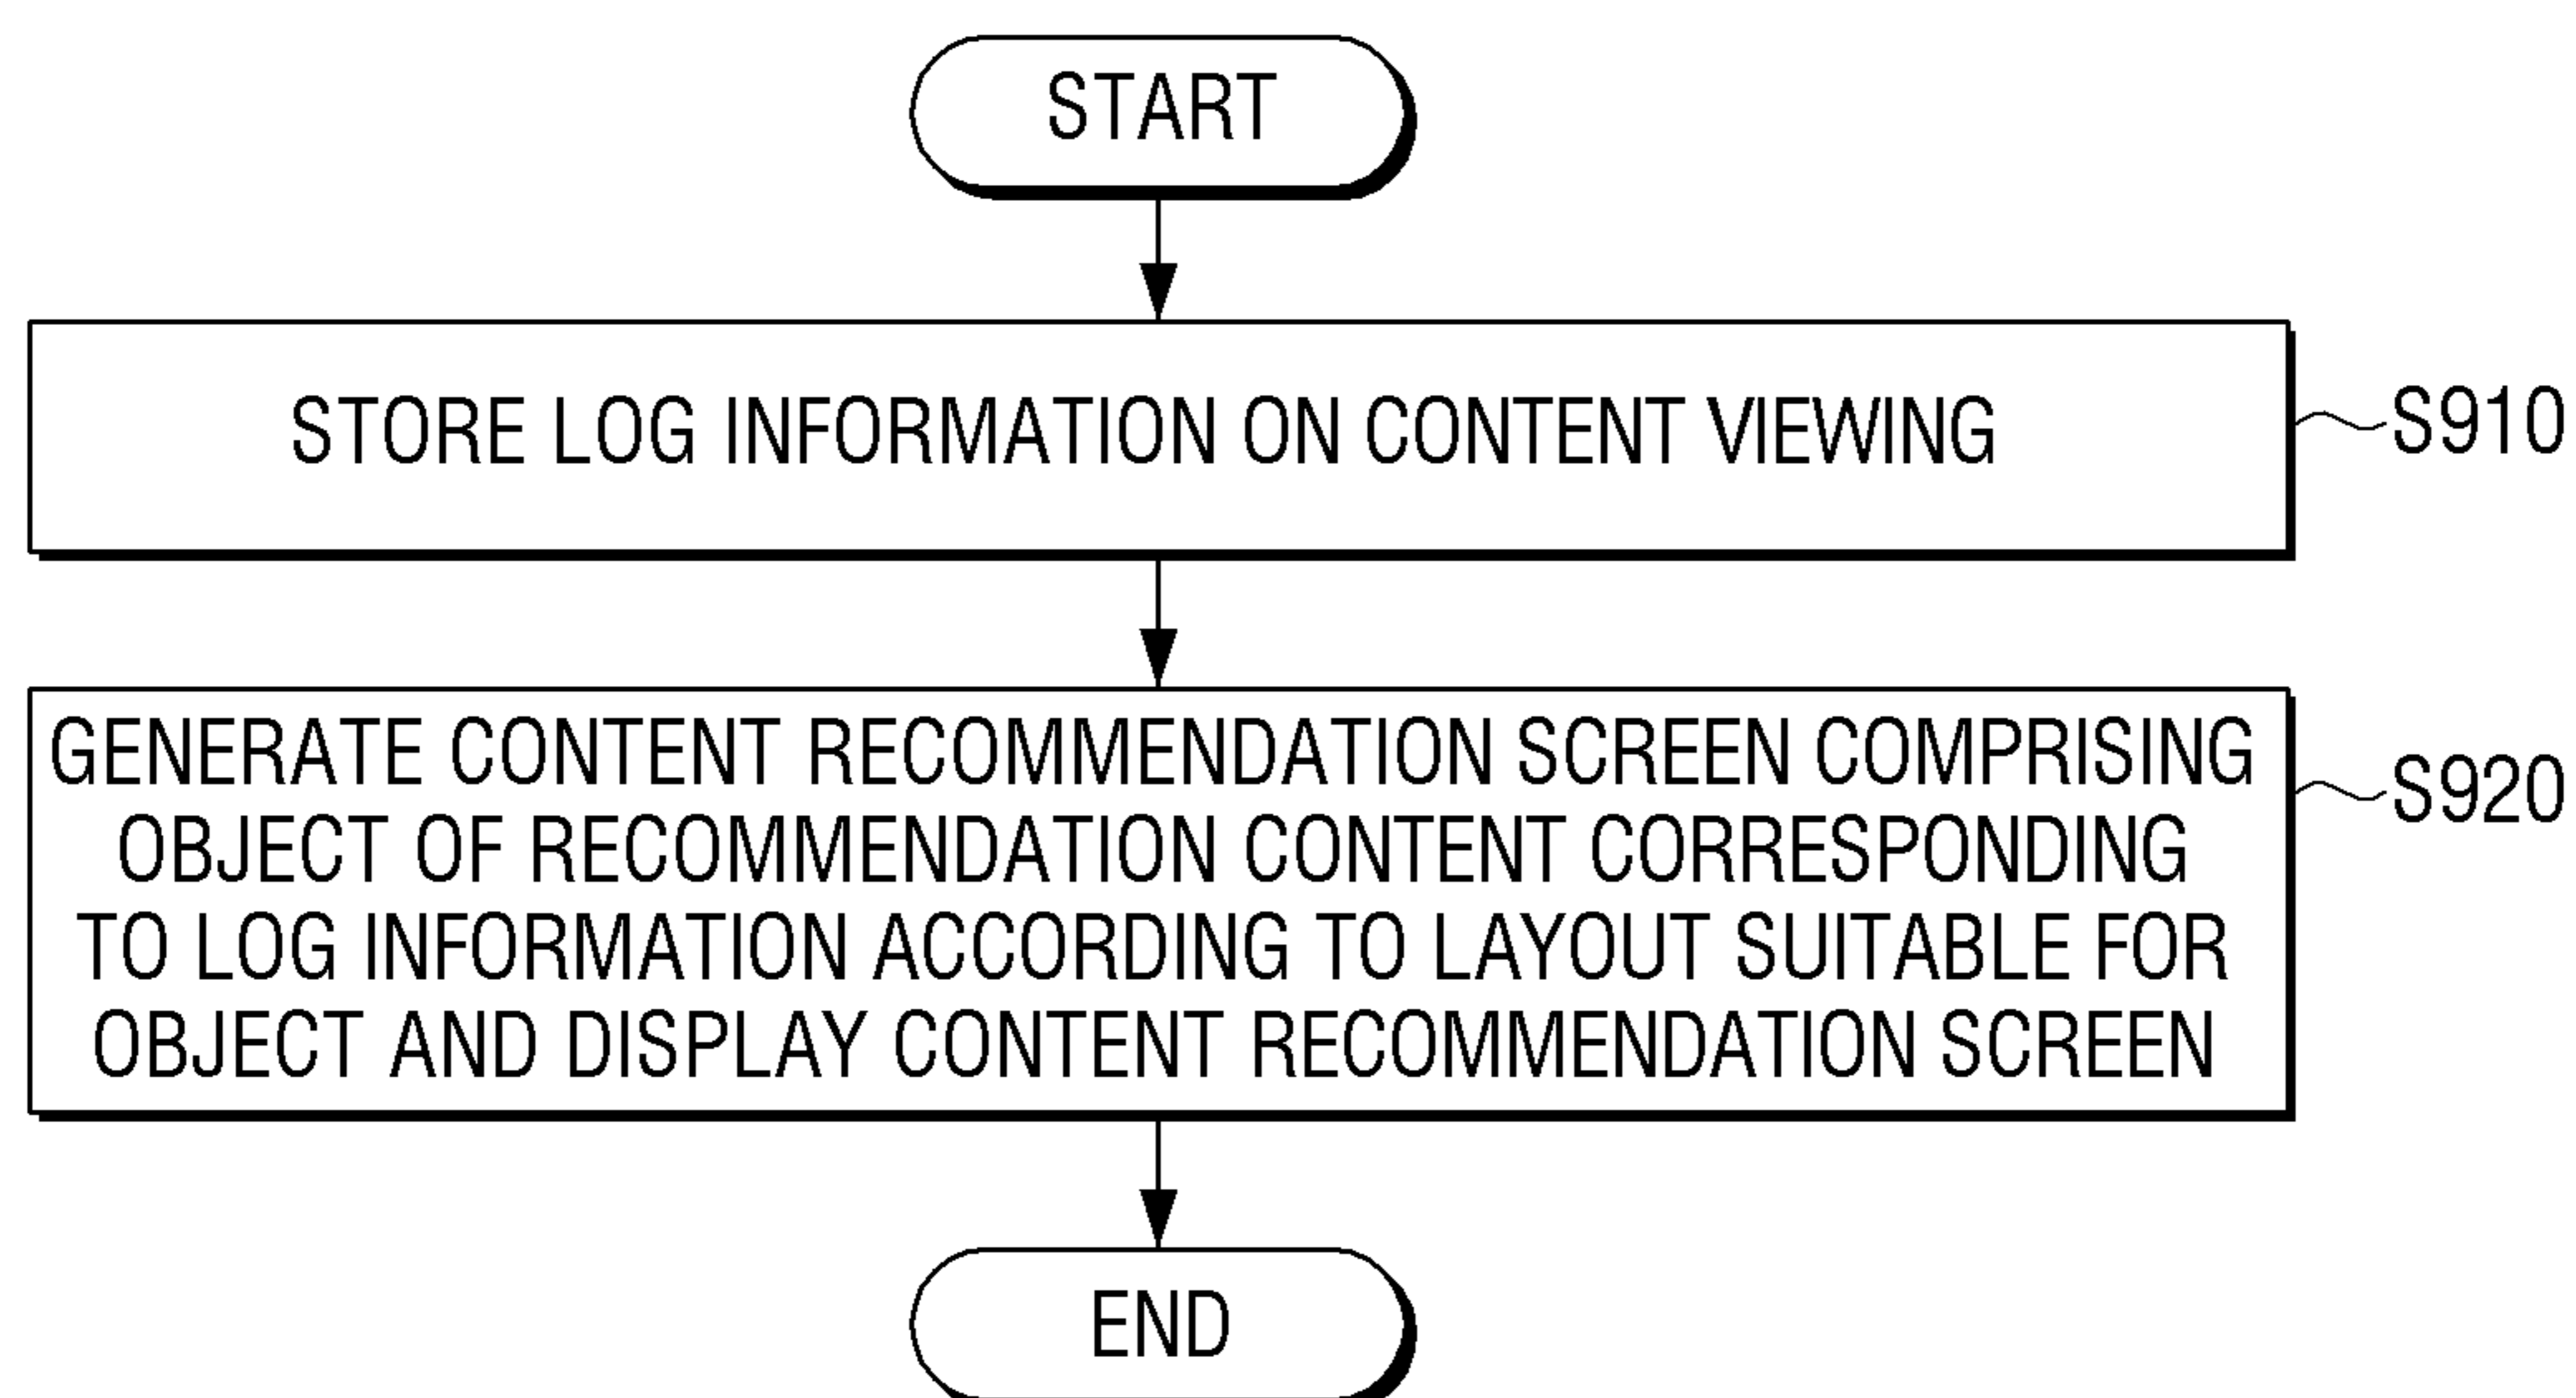 START
STORE LOG INFORMATION ON CONTENT VIEWING
S910
GENERATE CONTENT RECOMMENDATION SCREEN COMPRISING
OBJECT OF RECOMMENDATION CONTENT CORRESPONDING
TO LOG INFORMATION ACCORDING TO LAYOUT SUITABLE FOR
OBJECT AND DISPLAY CONTENT RECOMMENDATION SCREEN
S920
END